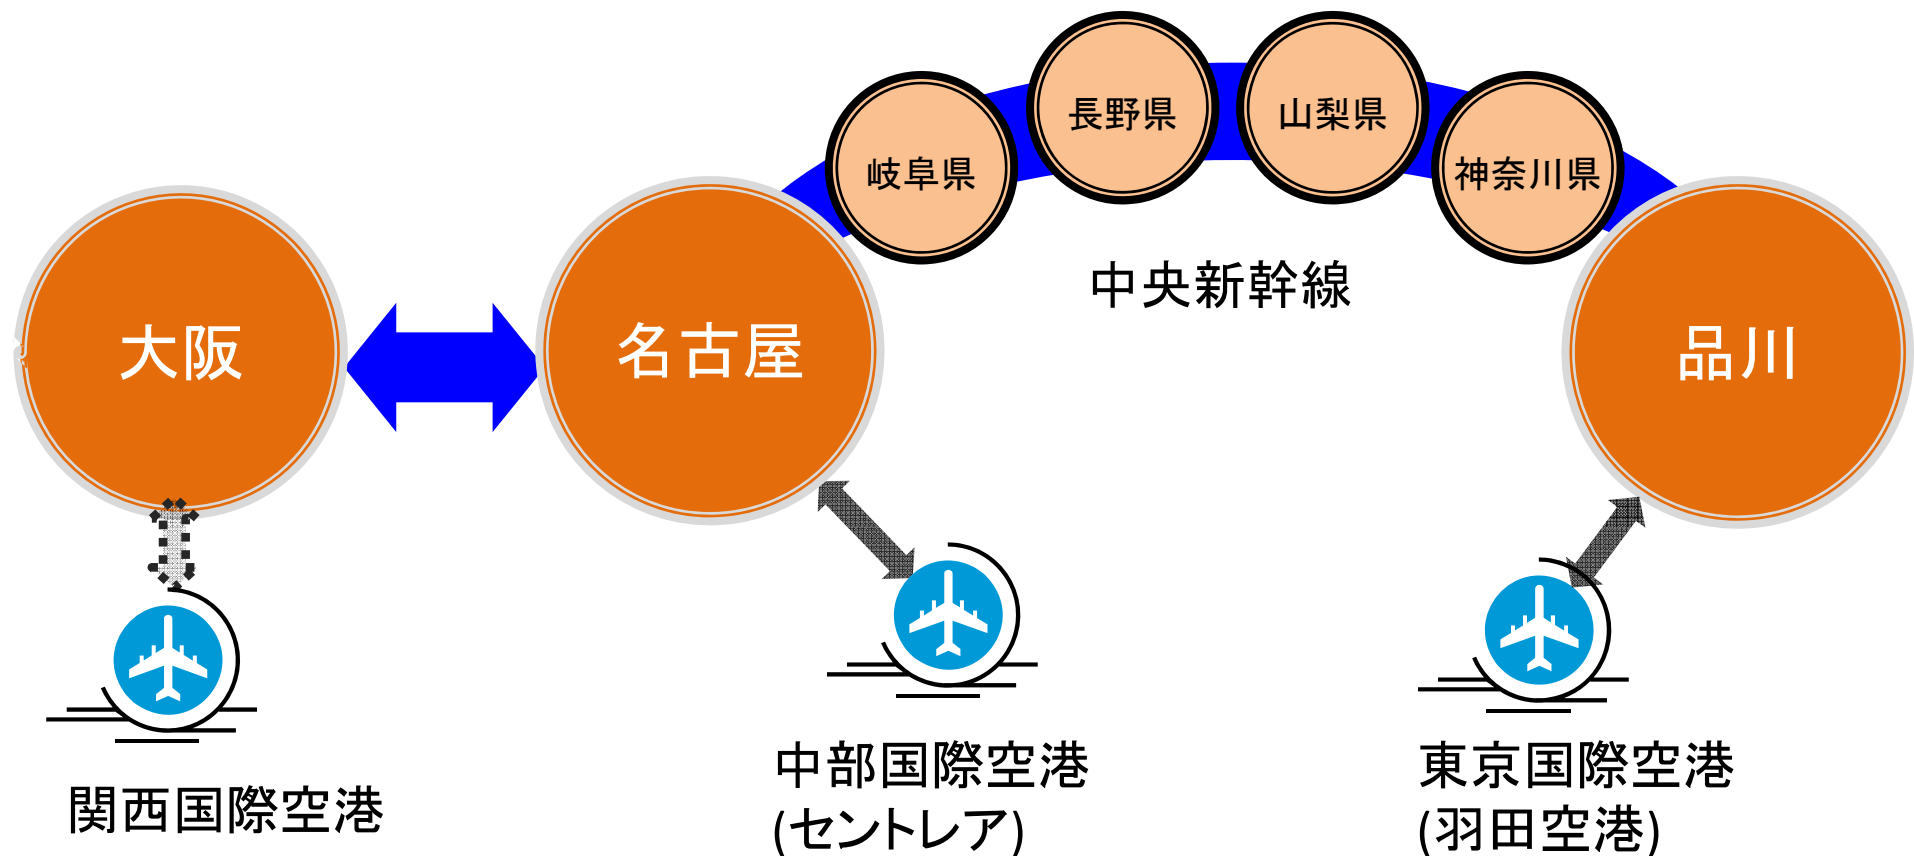 長野県
山梨県
岐阜県
神奈川県
中央新幹線
大阪
名古屋
品川
関西国際空港
中部国際空港
(セントレア)
東京国際空港
(羽田空港)